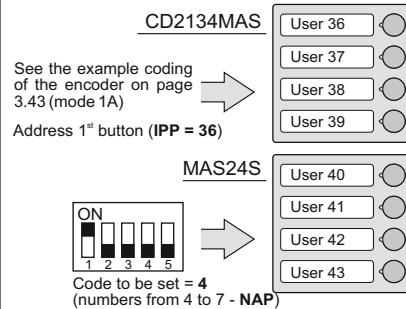 CD2134MAS
User 36
User 37
User 38
User 39
See the example coding
of the encoder on page
3.43 (mode 1A)
Address 1st button (IPP = 36)
MAS24S
User 40
User 41
User 42
User 43
ON
1 2 3 4 5
Code to be set = 4
(numbers from 4 to 7 - NAP)